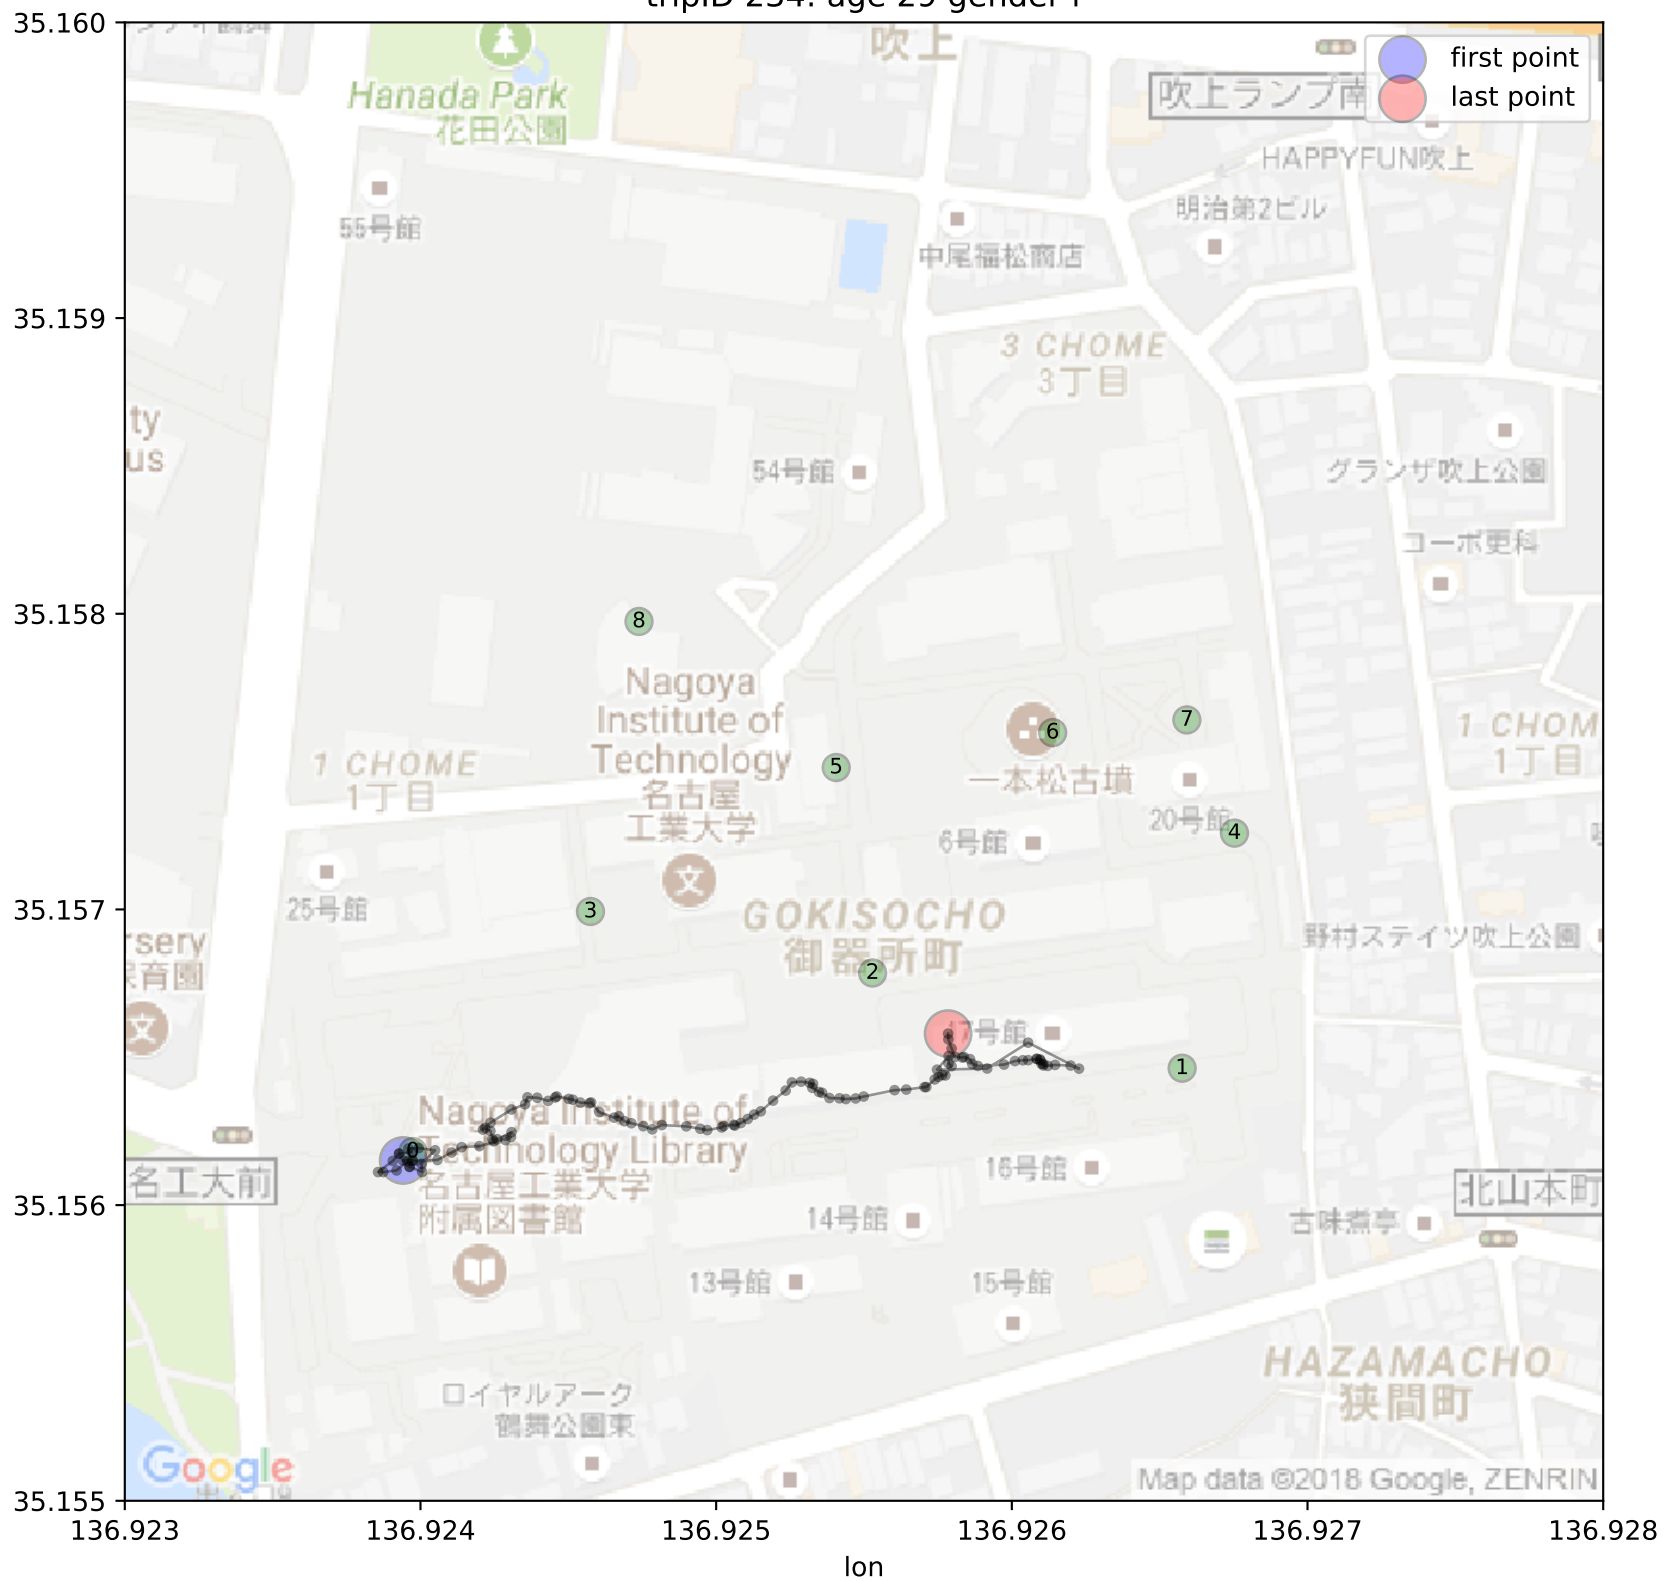 35.160
吹上
Hanada Park
花田公園
first point
last point
吹上ランプ南
HAPPYFUN吹上
明治第2ビル
55号館
中尾福松商店
35.159
3 CHOME
3丁目
ty
us
54号館
グランザ吹上公園
コーポ更科
35.158
8
Nagoya
Institute of
Technology
名古屋
工業大学
7
6
5
一本松古墳
1 CHOME
1丁目
1 CHOM
1丁目
20号館
4
6号館
25号館
35.157
3
GOKISOCHO
御器所町
2
野村ステイツ吹上公園
rsery
育園
号館
1
Nagoya Institute of
Technology Library
名古屋工業大学
附属図書館
0
名工大前
16号館
北山本町
35.156
14号館
古味煮亭
13号館
15号館
HAZAMACHO
狭間町
ロイヤルアーク
鶴舞公園東
Google
Map data ©2018 Google, ZENRIN
35.155
136.923
136.924
136.925
136.926
136.927
136.928
lon